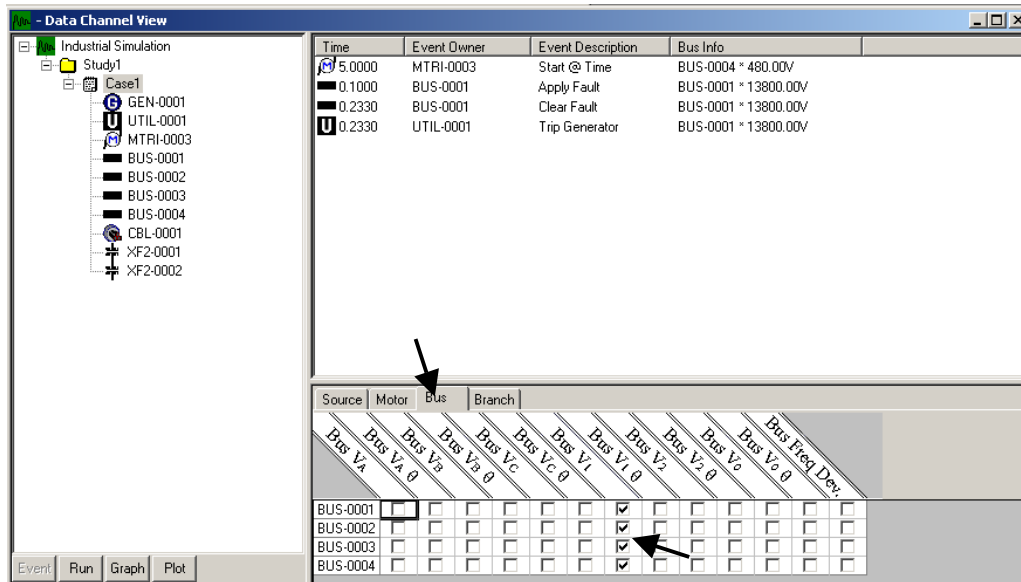 - Data Channel View
Industrial Simulation
Study1
Case1
GEN-0001
UTIL-0001
MTRI-0003
BUS-0001
BUS-0002
BUS-0003
BUS-0004
CBL-0001
XF2-0001
XF2-0002
Event Run Graph Plot
Time Event Owner Event Description Bus Info
5.0000 MTRI-0003 Start @ Time BUS-0004 * 480.00V
0.1000 BUS-0001 Apply Fault BUS-0001 * 13800.00V
0.2330 BUS-0001 Clear Fault BUS-0001 * 13800.00V
0.2330 UTIL-0001 Trip Generator BUS-0001 * 13800.00V
Source Motor Bus Branch
Bus VA
Bus VA θ
Bus VB
Bus VB θ
Bus VC
Bus VC θ
Bus V1
Bus V1 θ
Bus V2
Bus V2 θ
Bus Vo
Bus Vo θ
Bus Freq Dev.
BUS-0001
BUS-0002
BUS-0003
BUS-0004